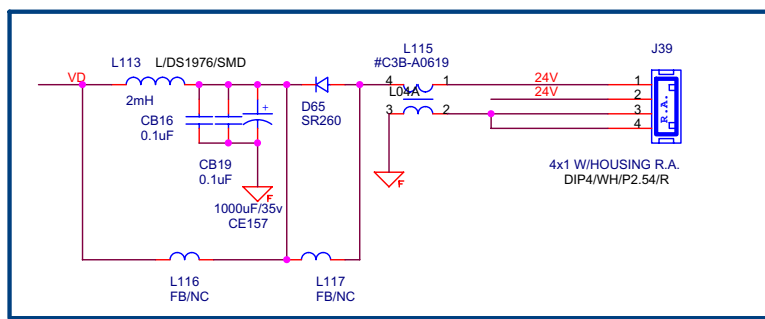 L113
L/DS1976/SMD
VD
2mH
CB16
0.1uF
CB19
0.1uF
+
1000uF/35v
CE157
F
D65
SR260
L115
#C3B-A0619
4
1
L04A
3
2
F
24V
24V
J39
1
2
3
4
R.A.
4x1 W/HOUSING R.A.
DIP4/WH/P2.54/R
L116
FB/NC
L117
FB/NC